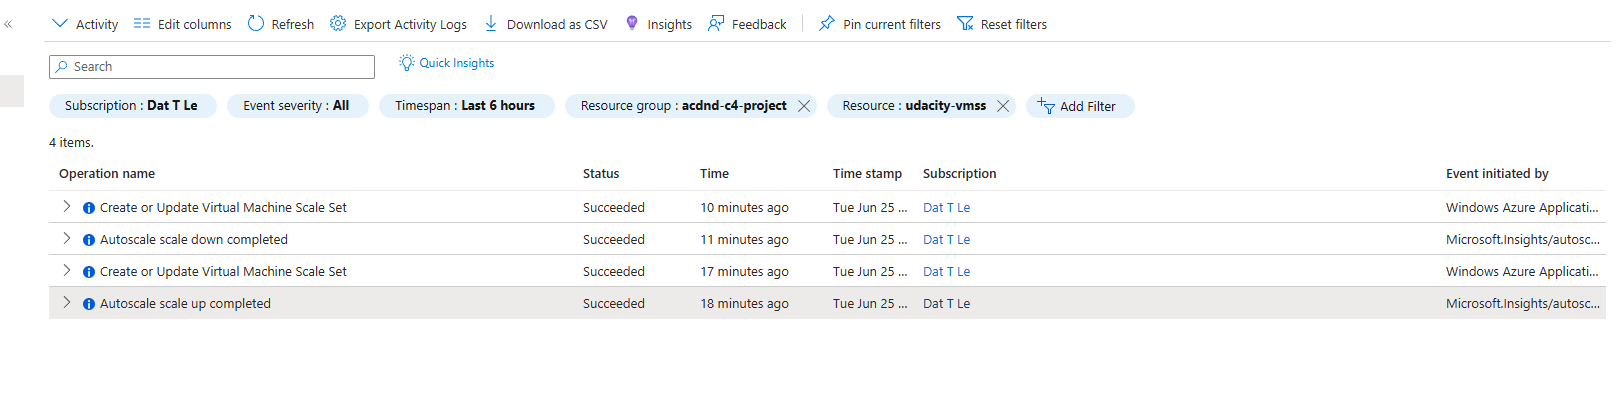 « Activity Edit columns Refresh Export Activity Logs Download as CSV Insights Feedback Pin current filters Reset filters
Search Quick Insights
Subscription : Dat T Le Event severity : All Timespan : Last 6 hours Resource group : acdnd-c4-project Resource : udacity-vmss Add Filter
4 items.
Operation name Status Time Time stamp Subscription Event initiated by
Create or Update Virtual Machine Scale Set Succeeded 10 minutes ago Tue Jun 25 ... Dat T Le Windows Azure Applicati...
Autoscale scale down completed Succeeded 11 minutes ago Tue Jun 25 ... Dat T Le Microsoft.Insights/autosc...
Create or Update Virtual Machine Scale Set Succeeded 17 minutes ago Tue Jun 25 ... Dat T Le Windows Azure Applicati...
Autoscale scale up completed Succeeded 18 minutes ago Tue Jun 25 ... Dat T Le Microsoft.Insights/autosc...